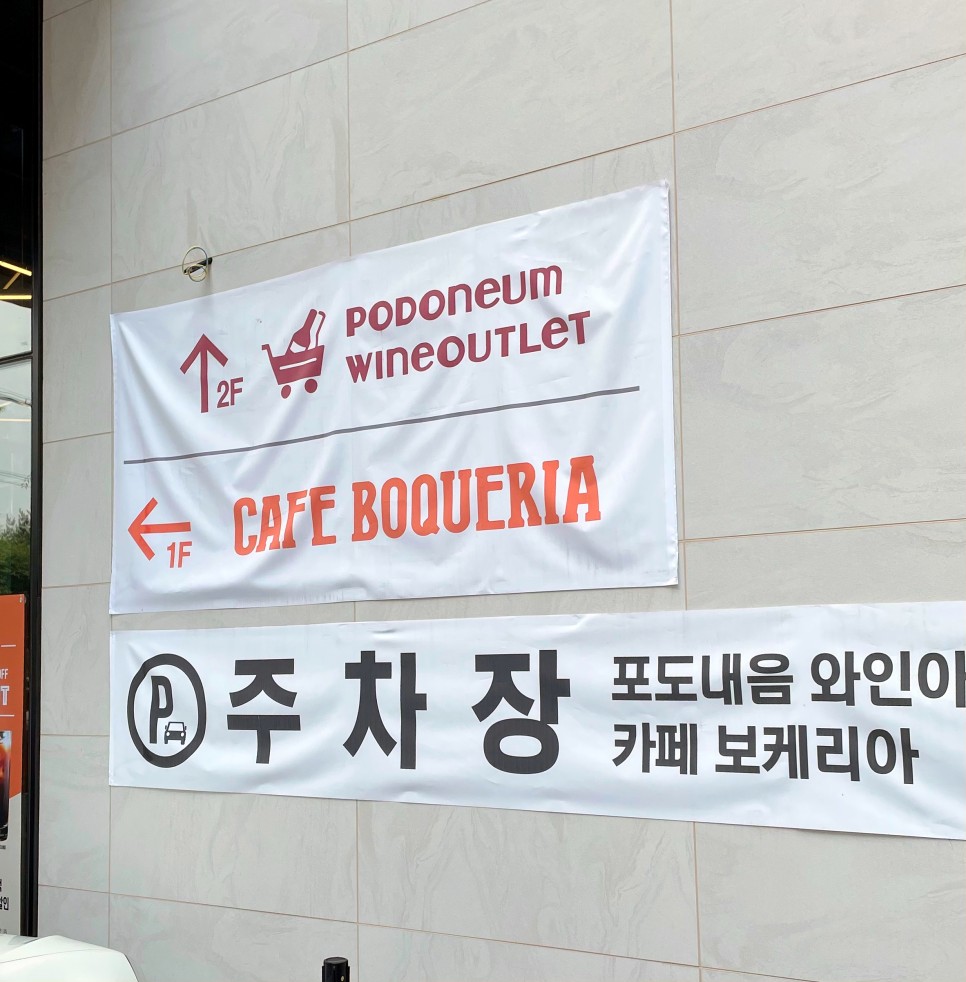 PODONEUM
WINEOUTLET
2F
CAFE BOQUERIA
1F
P 주차장
포도내음 와인아
카페 보케리아
OFF